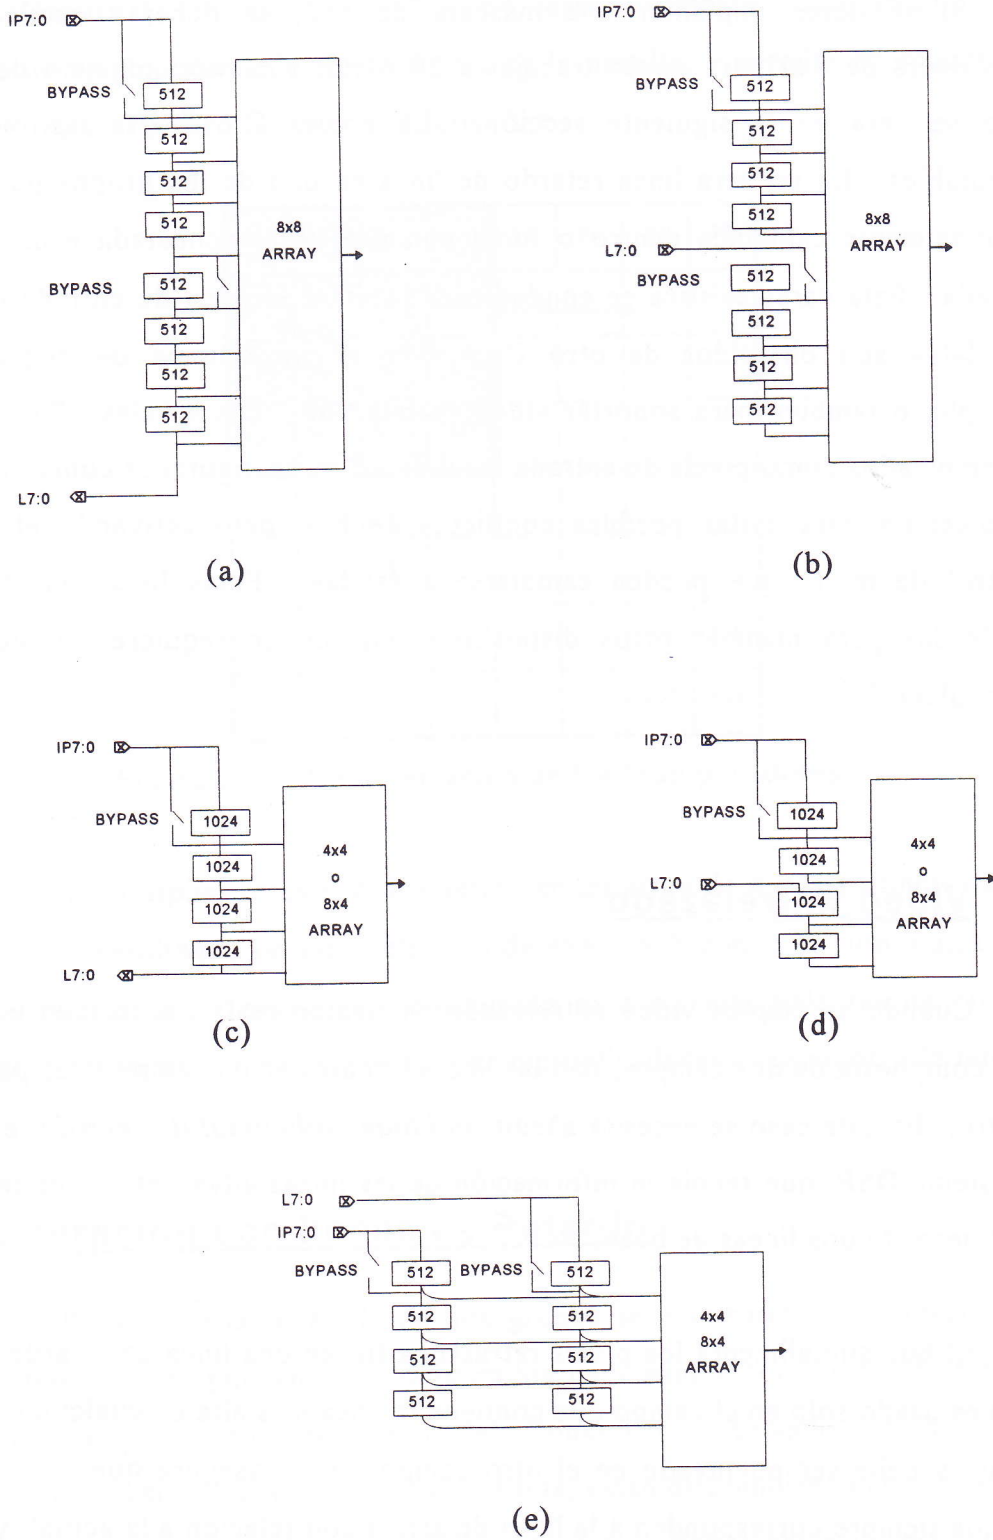 IP7:0
BYPASS
512
512
512
512
BYPASS
512
512
512
512
8x8
ARRAY
L7:0
(a)
IP7:0
BYPASS
512
512
512
512
L7:0
BYPASS
512
512
512
512
8x8
ARRAY
(b)
IP7:0
BYPASS
1024
1024
1024
1024
4x4
o
8x4
ARRAY
L7:0
(c)
IP7:0
BYPASS
1024
1024
L7:0
1024
1024
4x4
o
8x4
ARRAY
(d)
L7:0
IP7:0
BYPASS
512
BYPASS
512
512
512
512
512
512
512
4x4
8x4
ARRAY
(e)